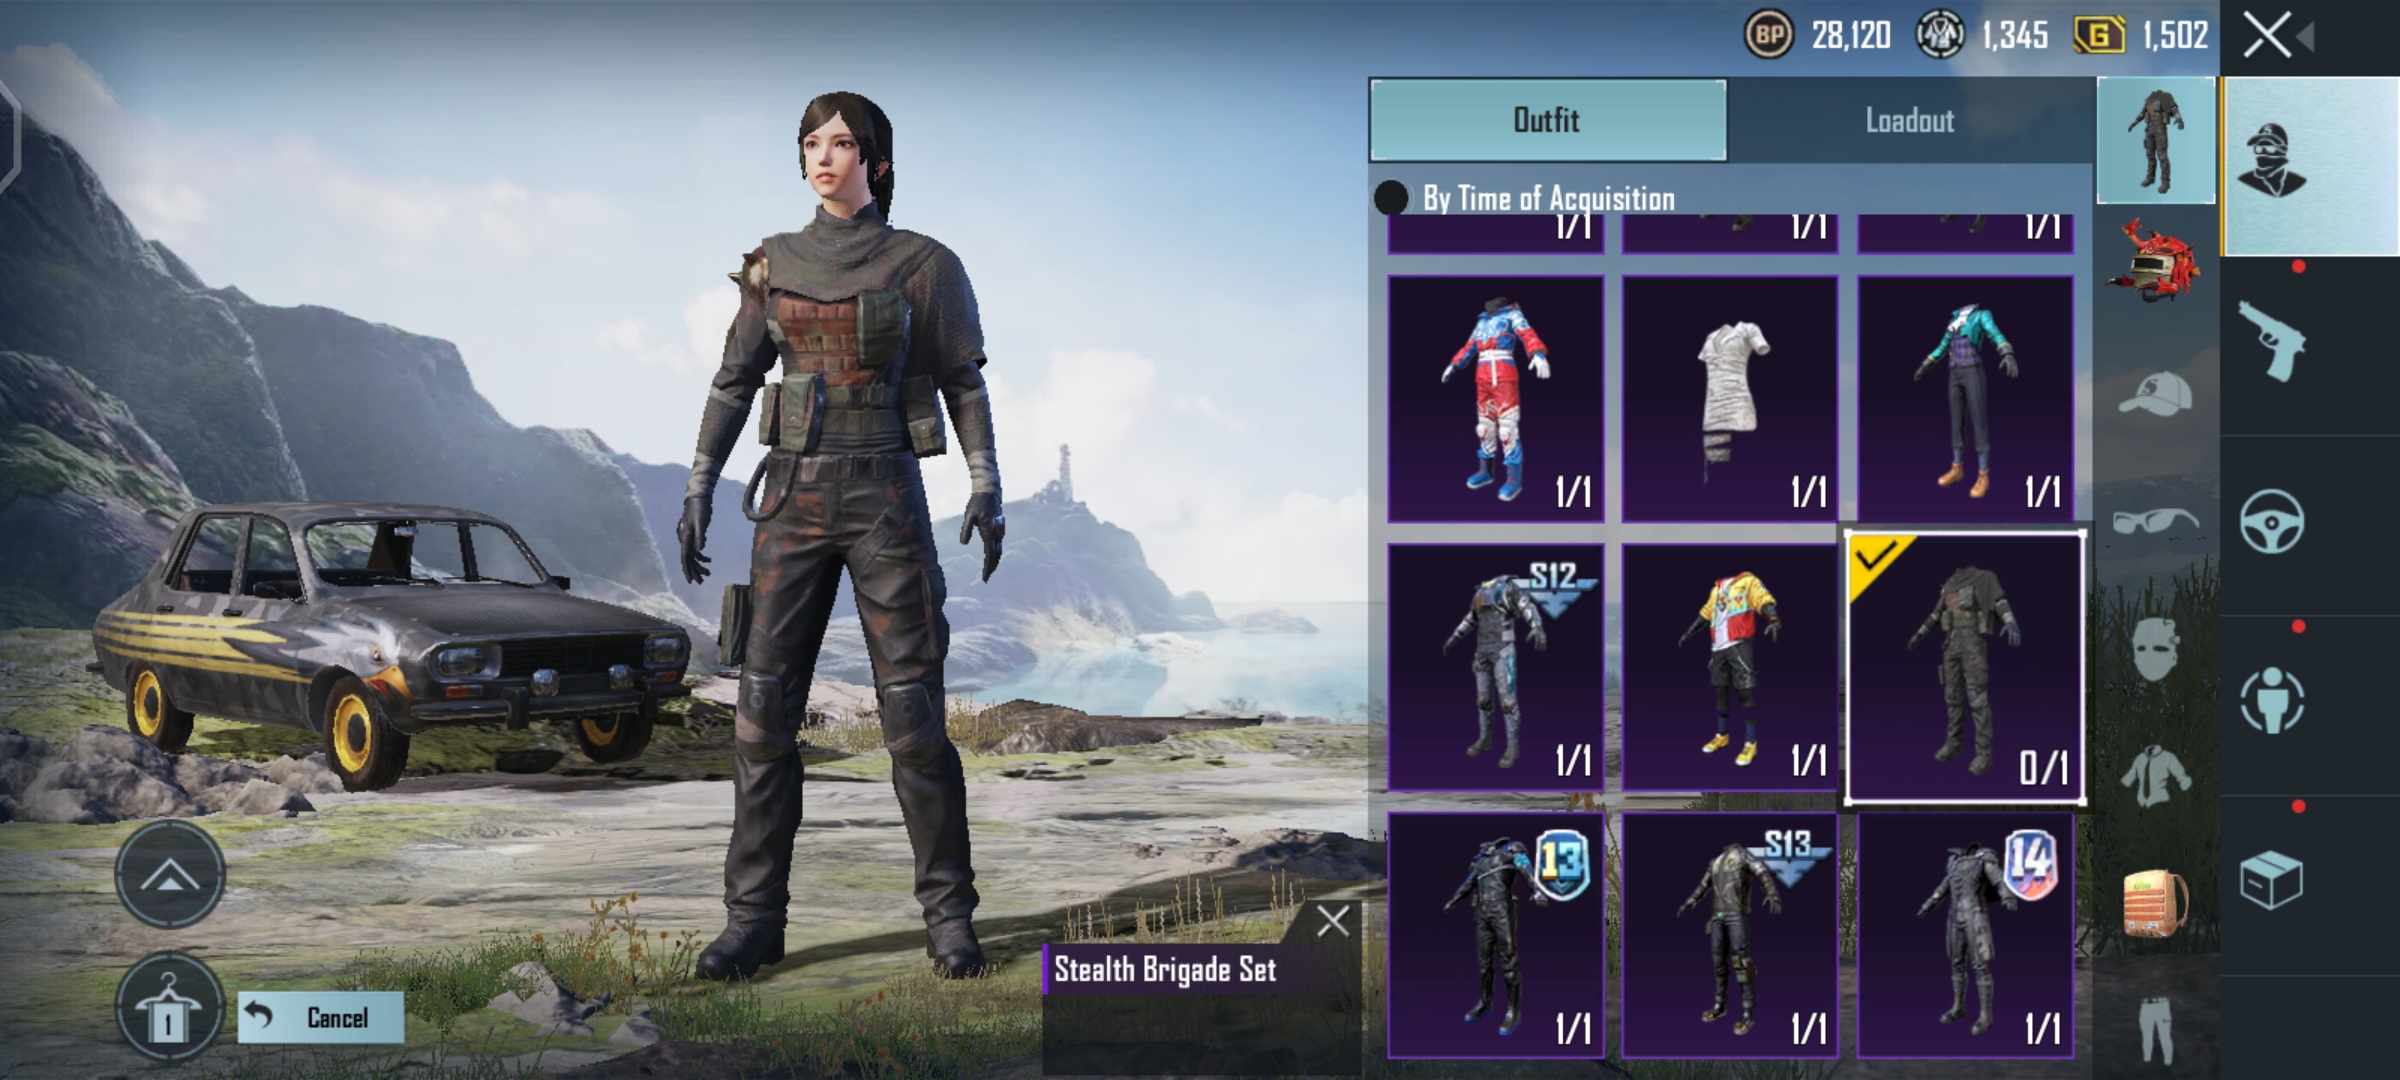 BP 28,120 1,345 G 1,502
Outfit
Loadout
By Time of Acquisition
1/1 1/1 1/1
1/1 1/1 1/1
S12
1/1 1/1 0/1
13 S13 14
1/1 1/1 1/1
Stealth Brigade Set
1
Cancel